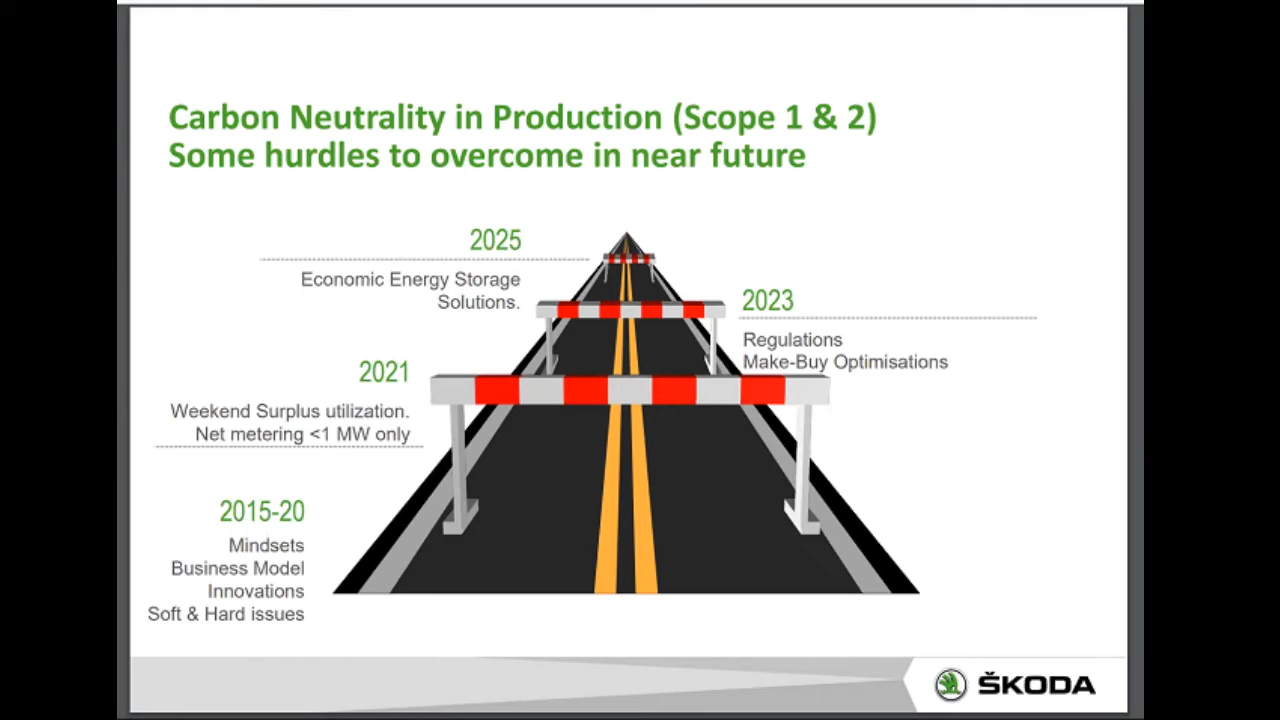 Carbon Neutrality in Production (Scope 1 & 2)
Some hurdles to overcome in near future
2025
Economic Energy Storage
Solutions.
2023
Regulations
Make-Buy Optimisations
2021
Weekend Surplus utilization.
Net metering <1 MW only
2015-20
Mindsets
Business Model
Innovations
Soft & Hard issues
ŠKODA